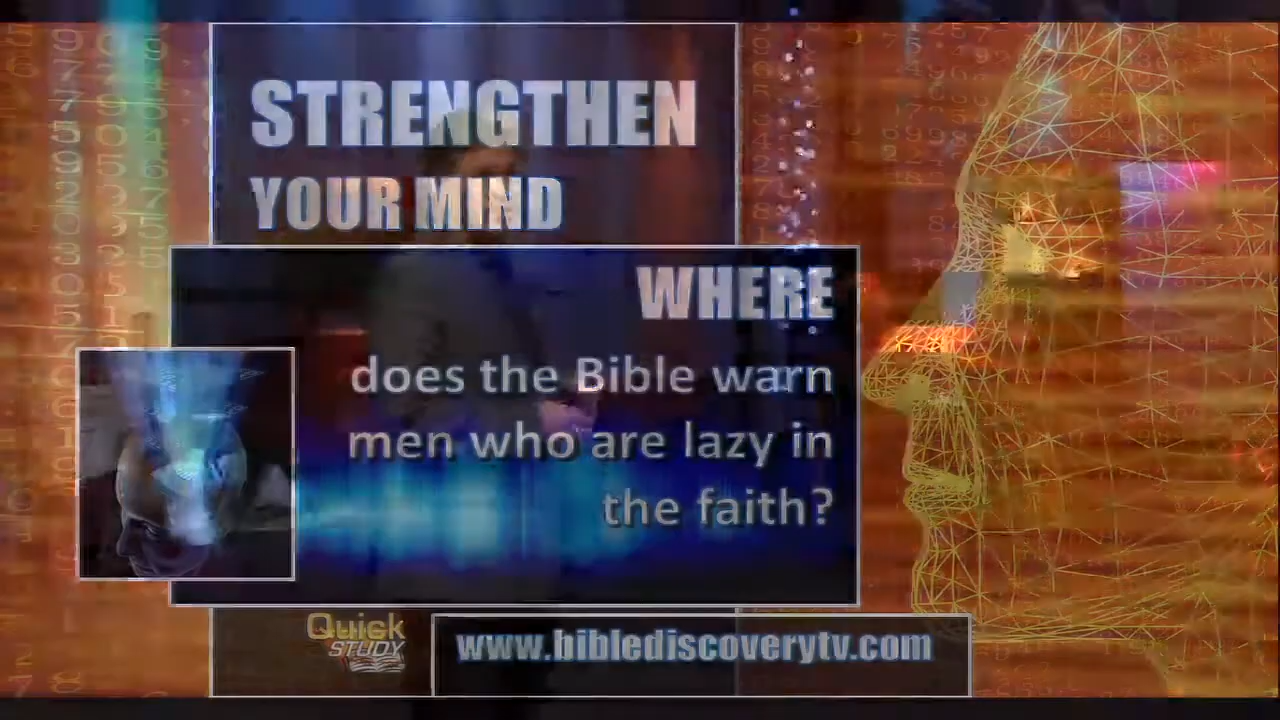 STRENGTHEN
YOUR MIND
WHERE
does the Bible warn
men who are lazy in
the faith?
Quick
STUDY
www.biblediscoverytv.com